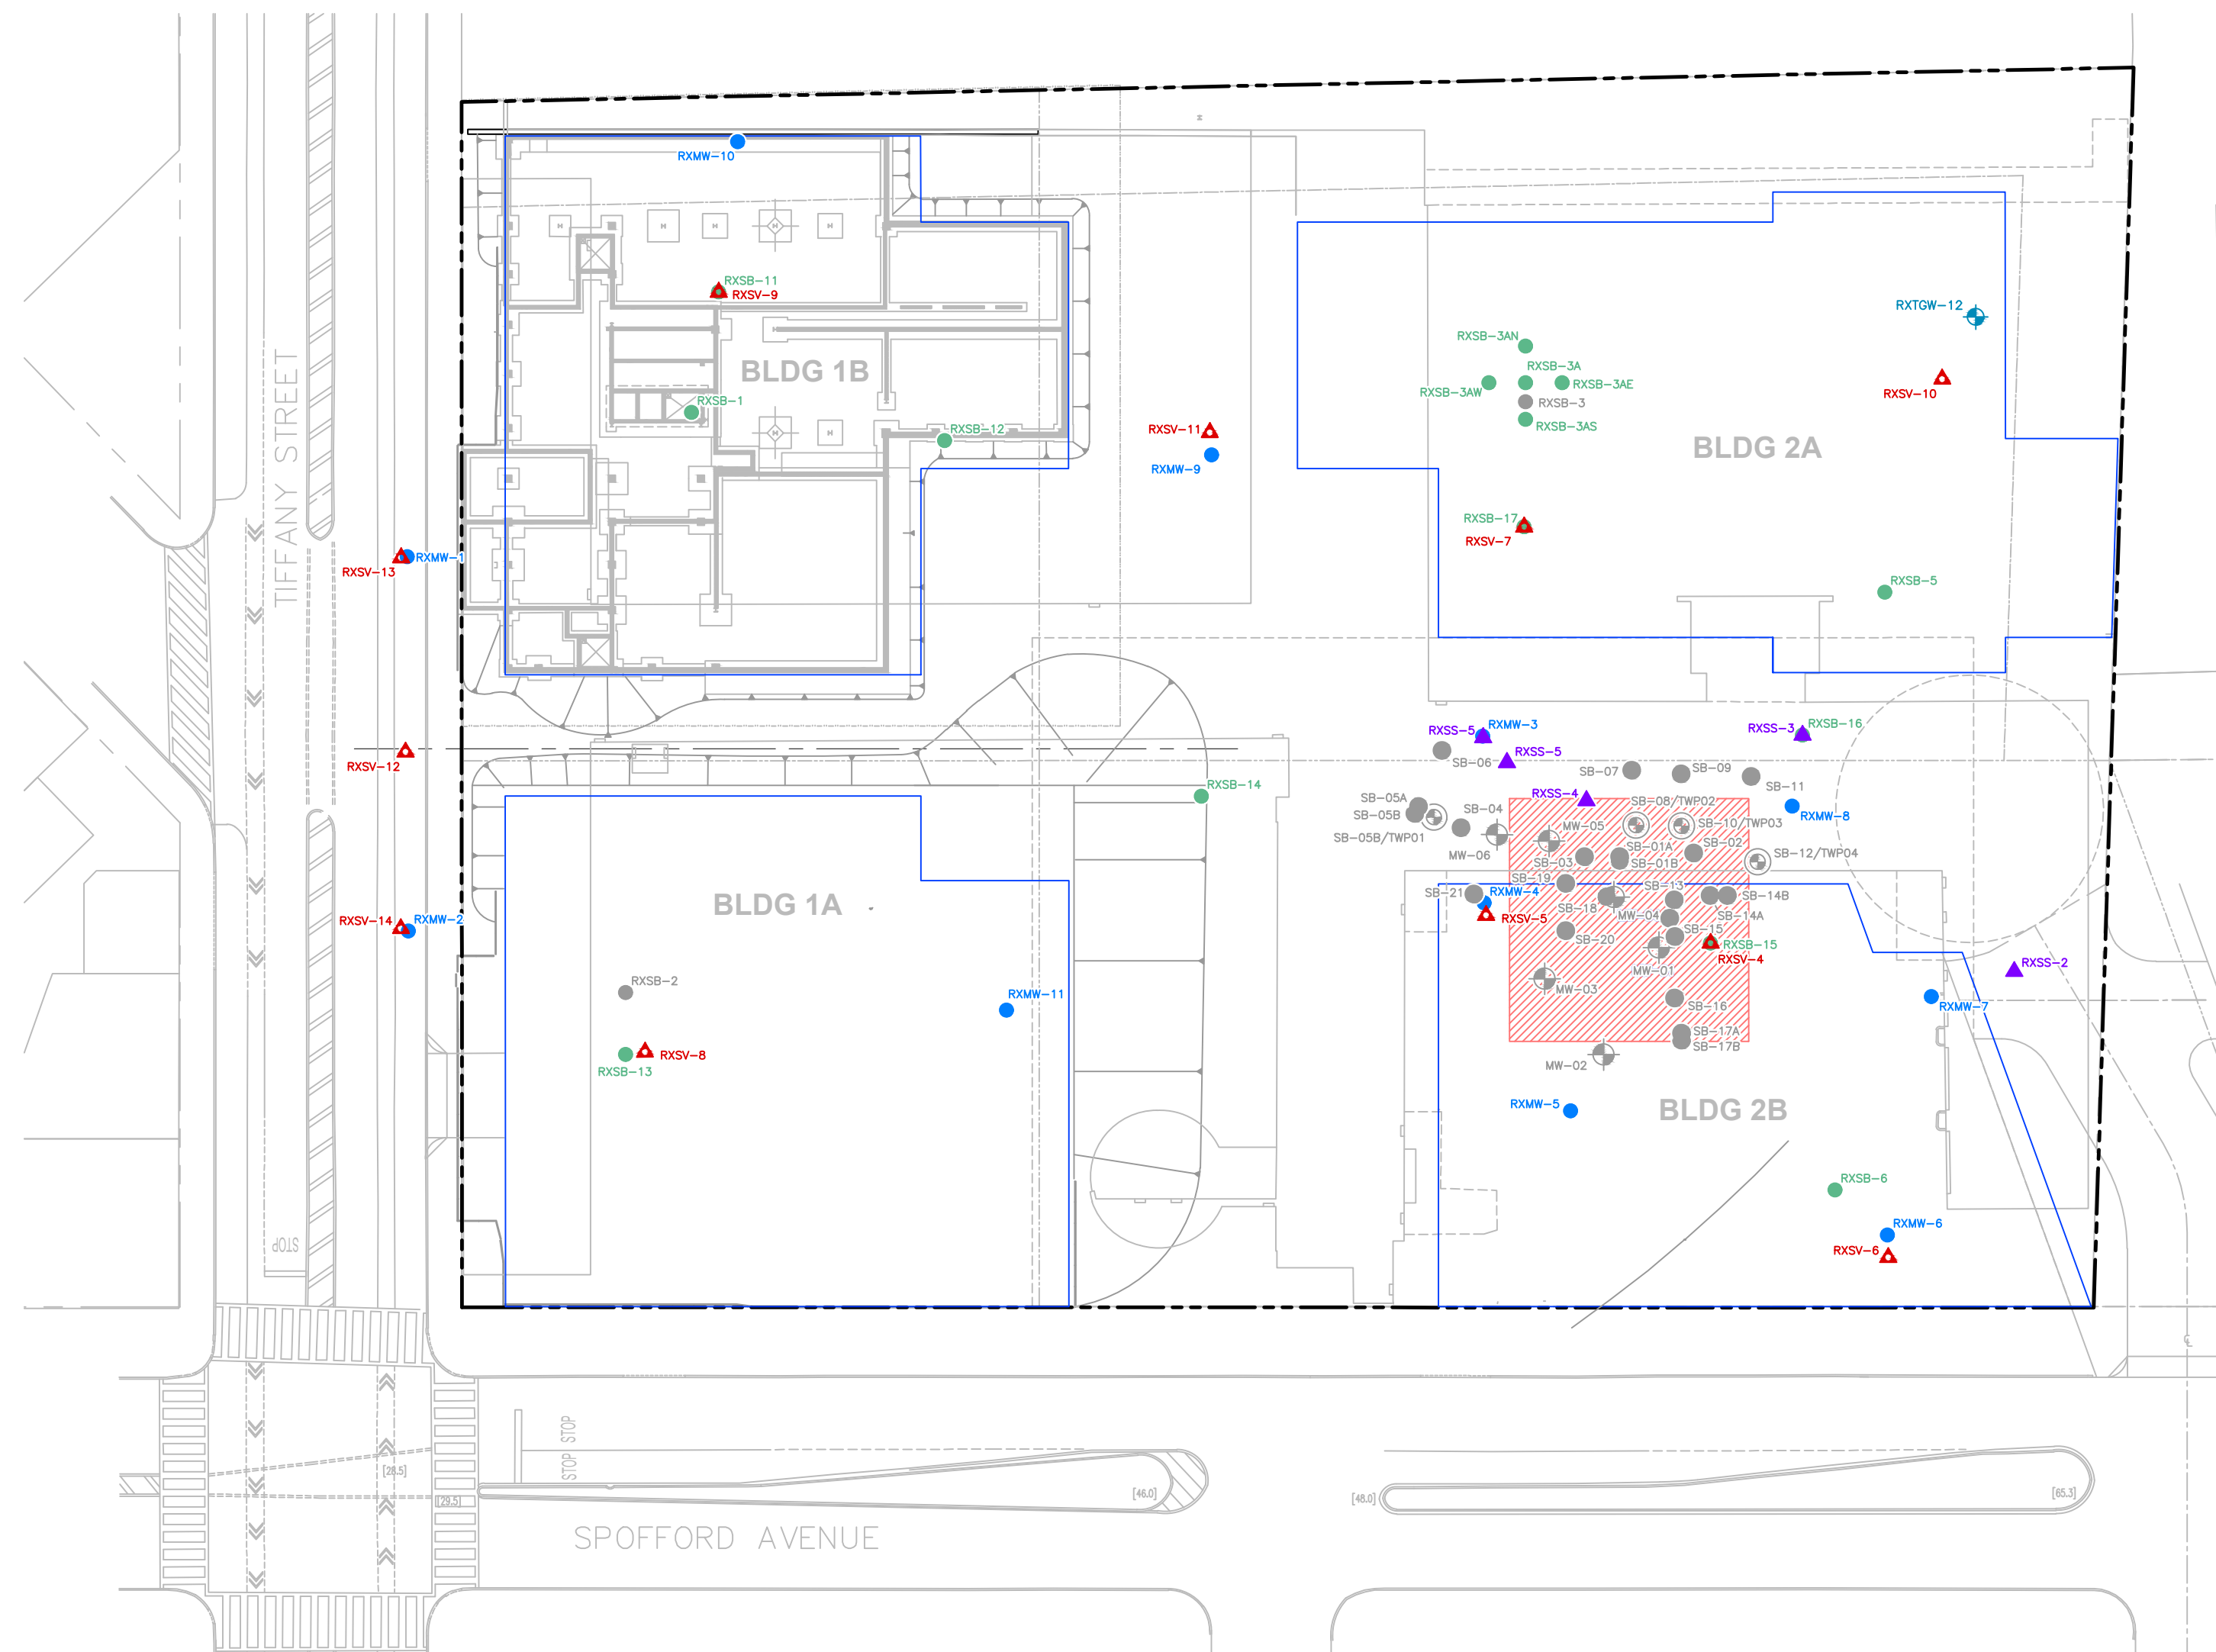 RXMW-10
RXSB-11
RXSV-9
RXTGW-12
RXSB-3AN
RXSB-3A
RXSB-3AW
RXSB-3AE
RXSB-3
RXSB-3AS
RXSV-10
BLDG 1B
RXSB-1
RXSB-12
RXSV-11
RXMW-9
BLDG 2A
TIFFANY STREET
RXSB-17
RXSV-7
RXMW-1
RXSV-13
RXSB-5
RXSV-12
RXSS-5
RXMW-3
RXSS-3
RXSB-16
SB-06
RXSS-5
SB-07
SB-09
SB-11
RXSB-14
SB-05A
SB-05B
SB-05B/TWP01
SB-04
RXSS-4
SB-08/TWP02
RXMW-8
MW-05
SB-10/TWP03
MW-06
SB-03
SB-01A
SB-01B
SB-02
SB-12/TWP04
SB-21
RXMW-4
RXSV-5
SB-19
SB-13
SB-14B
SB-14A
SB-18
MW-04
SB-15
SB-20
RXSB-15
RXSV-4
MW-01
MW-03
SB-16
SB-17A
SB-17B
MW-02
BLDG 1A
RXSV-14
RXMW-2
RXSB-2
RXMW-11
RXSV-8
RXSB-13
RXSS-2
RXMW-7
RXMW-5
BLDG 2B
RXSB-6
RXMW-6
RXSV-6
STOP
STOP
STOP
[28.5]
[29.5]
[46.0]
[48.0]
[65.3]
SPOFFORD AVENUE